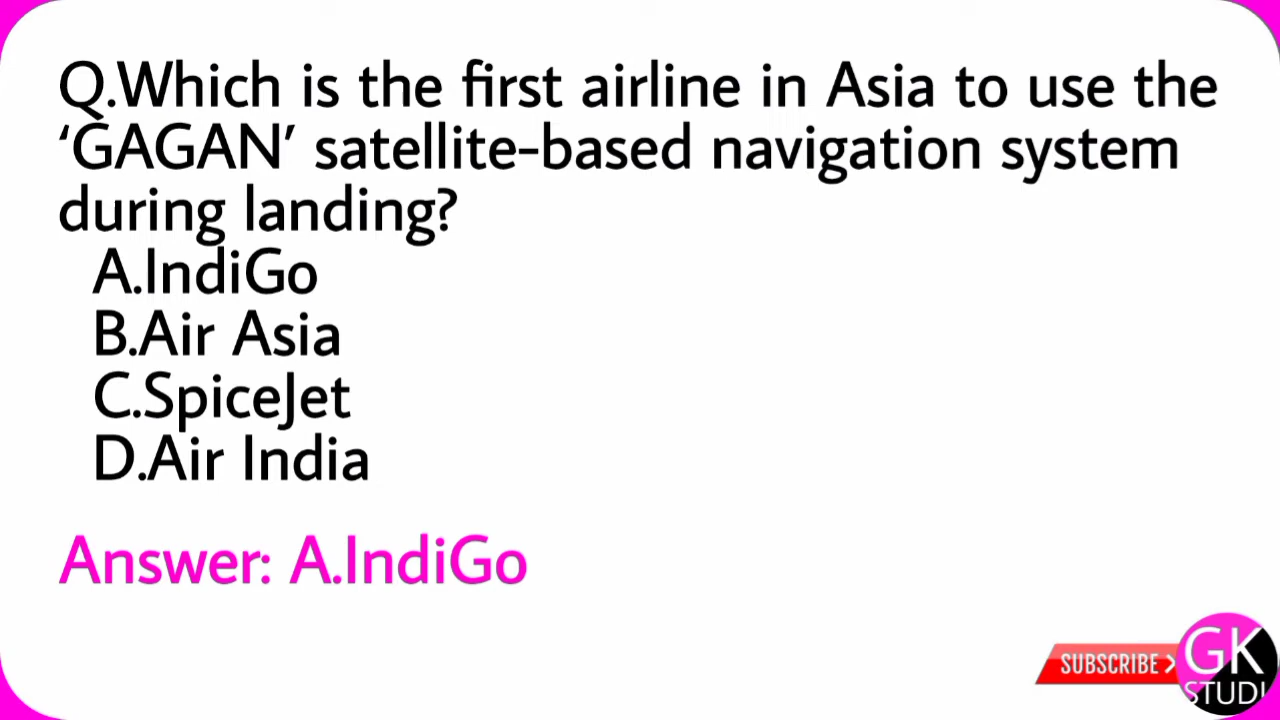 Q.Which is the first airline in Asia to use the
‘GAGAN’ satellite-based navigation system
during landing?
A.IndiGo
B.Air Asia
C.SpiceJet
D.Air India
Answer: A.IndiGo
SUBSCRIBE
GK
STUDI